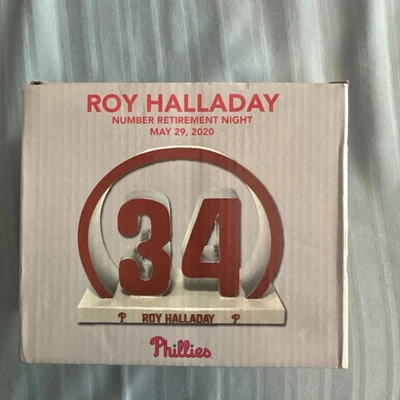 ROY HALLADAY
NUMBER RETIREMENT NIGHT
MAY 29, 2020
34
P ROY HALLADAY P
Phillies